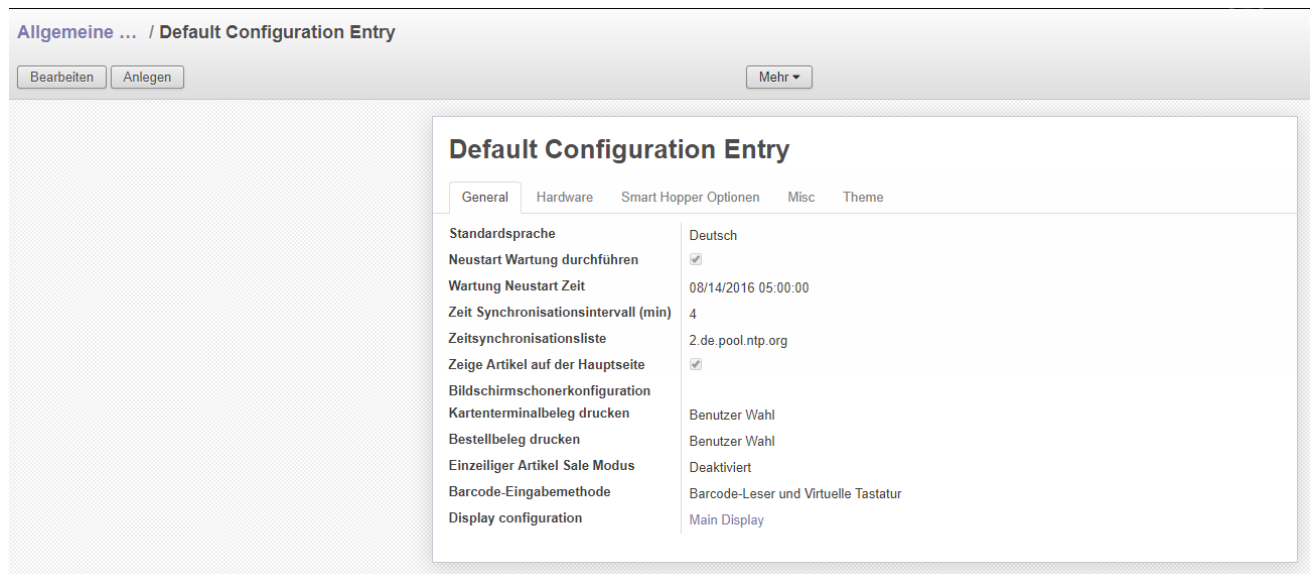 Allgemeine ... / Default Configuration Entry
Bearbeiten Anlegen Mehr
Default Configuration Entry
General Hardware Smart Hopper Optionen Misc Theme
Standardsprache Deutsch
Neustart Wartung durchführen
Wartung Neustart Zeit 08/14/2016 05:00:00
Zeit Synchronisationsintervall (min) 4
Zeitsynchronisationsliste 2.de.pool.ntp.org
Zeige Artikel auf der Hauptseite
Bildschirmschonerkonfiguration
Kartenterminalbeleg drucken Benutzer Wahl
Bestellbeleg drucken Benutzer Wahl
Einzeiliger Artikel Sale Modus Deaktiviert
Barcode-Eingabemethode Barcode-Leser und Virtuelle Tastatur
Display configuration Main Display